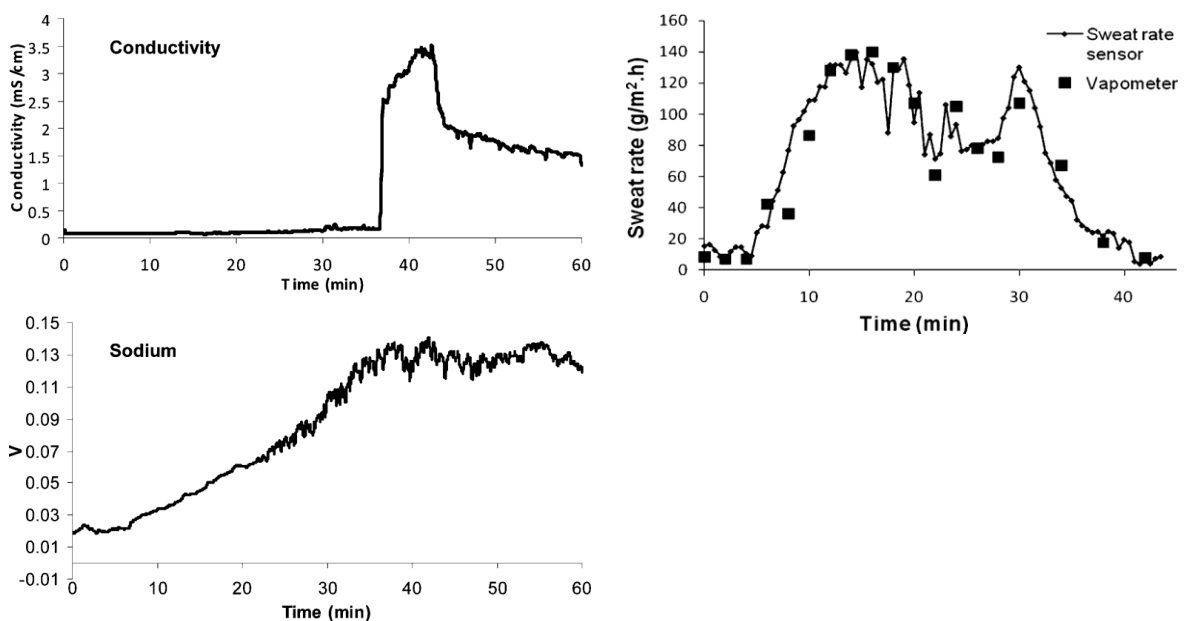 Conductivity
Conductivity (mS/cm)
4
3.5
3
2.5
2
1.5
1
0.5
0
0 10 20 30 40 50 60
Time (min)
Sodium
V
0.15
0.13
0.11
0.09
0.07
0.05
0.03
0.01
-0.01
0 10 20 30 40 50 60
Time (min)
Sweat rate (g/m².h)
160
140
120
100
80
60
40
20
0
0 10 20 30 40
Time (min)
Sweat rate
sensor
Vapometer